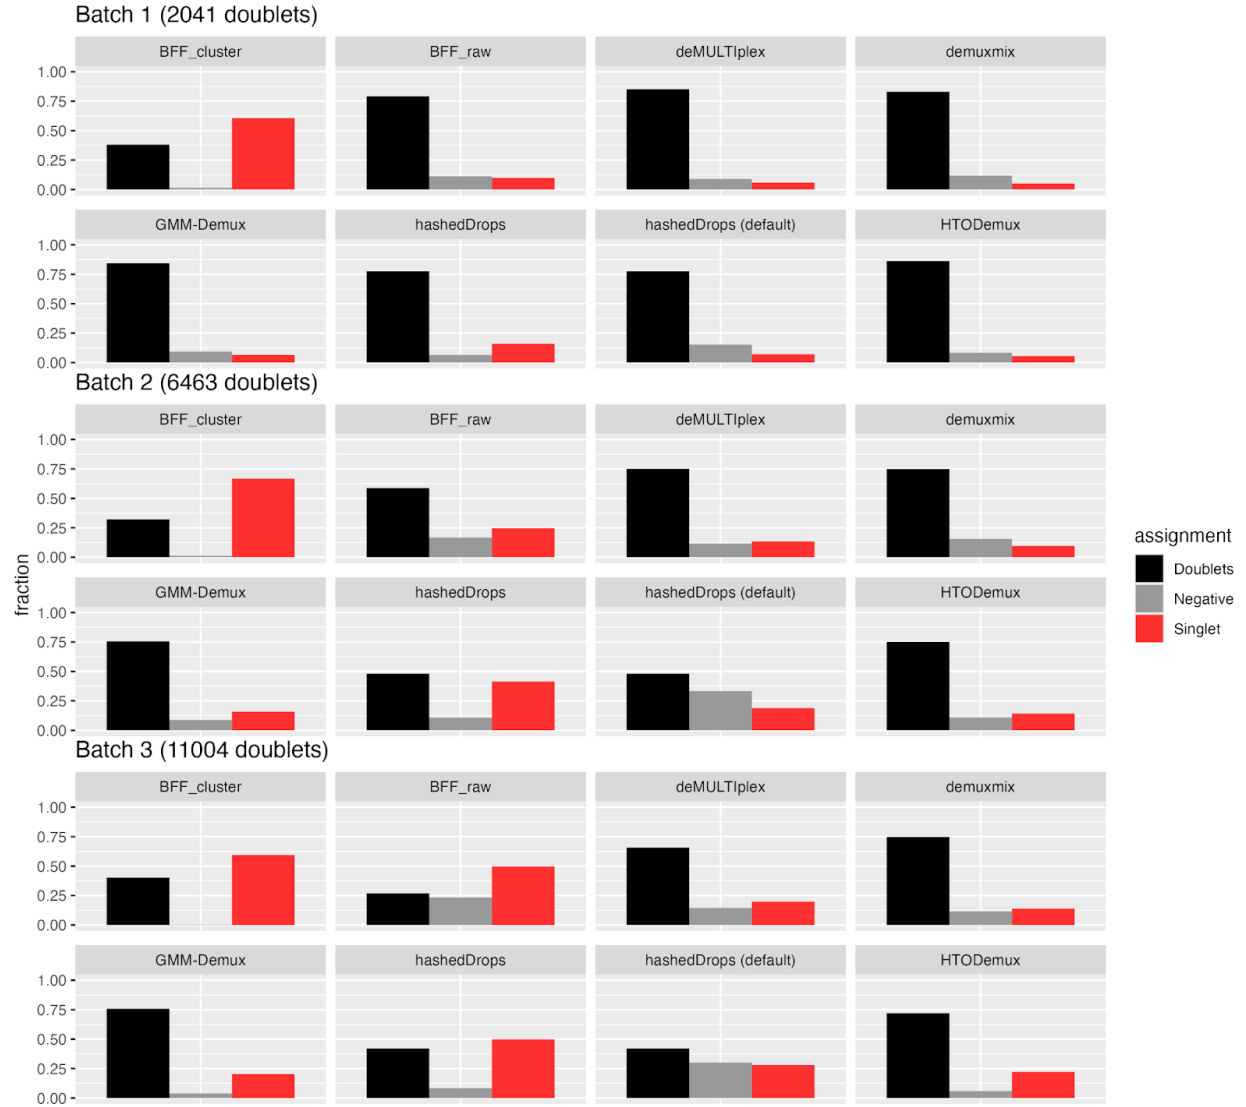 Batch 1 (2041 doublets)
BFF_cluster BFF_raw deMULTIplex demuxmix
1.00
0.75
0.50
0.25
0.00
GMM-Demux hashedDrops hashedDrops (default) HTODemux
1.00
0.75
0.50
0.25
0.00
Batch 2 (6463 doublets)
BFF_cluster BFF_raw deMULTIplex demuxmix
1.00
0.75
0.50
0.25
0.00
GMM-Demux hashedDrops hashedDrops (default) HTODemux
1.00
0.75
0.50
0.25
0.00
Batch 3 (11004 doublets)
BFF_cluster BFF_raw deMULTIplex demuxmix
1.00
0.75
0.50
0.25
0.00
GMM-Demux hashedDrops hashedDrops (default) HTODemux
1.00
0.75
0.50
0.25
0.00
fraction
assignment
Doublets
Negative
Singlet